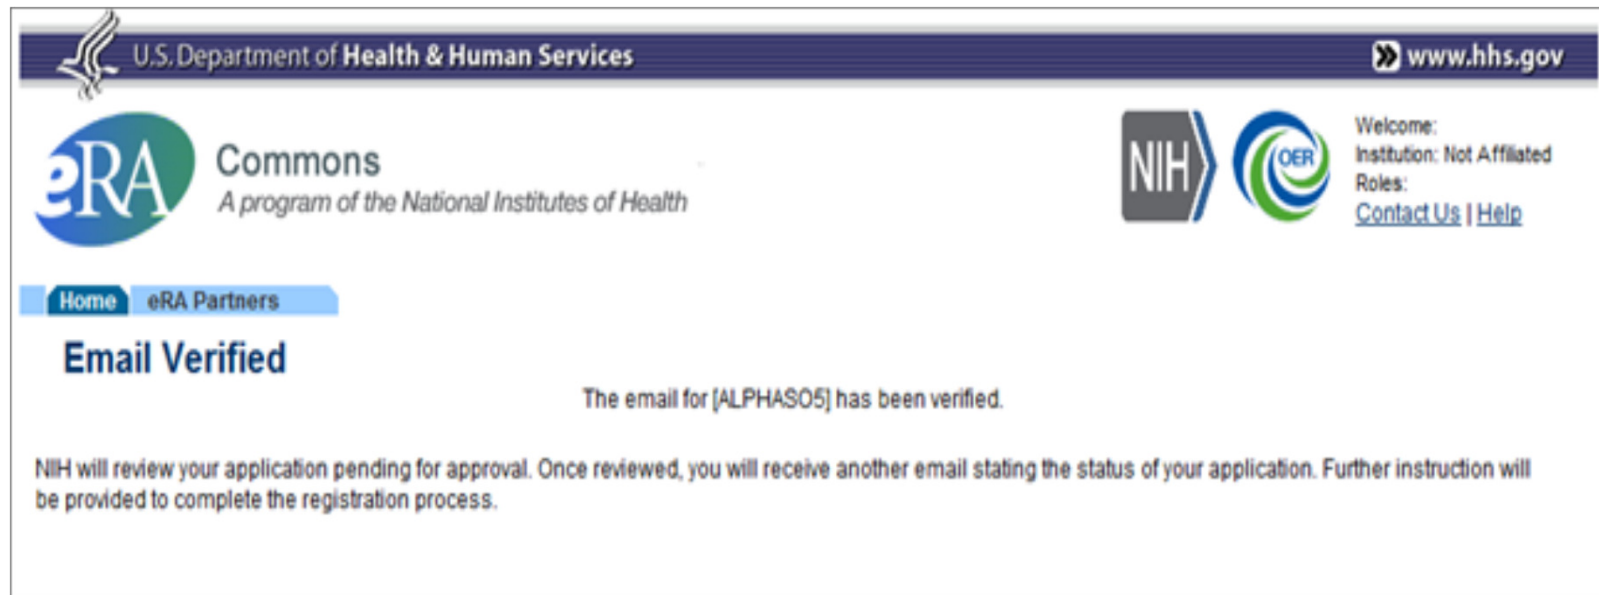 U.S. Department of Health & Human Services
www.hhs.gov
eRA
Commons
A program of the National Institutes of Health
NIH
OER
Welcome:
Institution: Not Affiliated
Roles:
Contact Us | Help
Home eRA Partners
Email Verified
The email for [ALPHASO5] has been verified.
NIH will review your application pending for approval. Once reviewed, you will receive another email stating the status of your application. Further instruction will
be provided to complete the registration process.